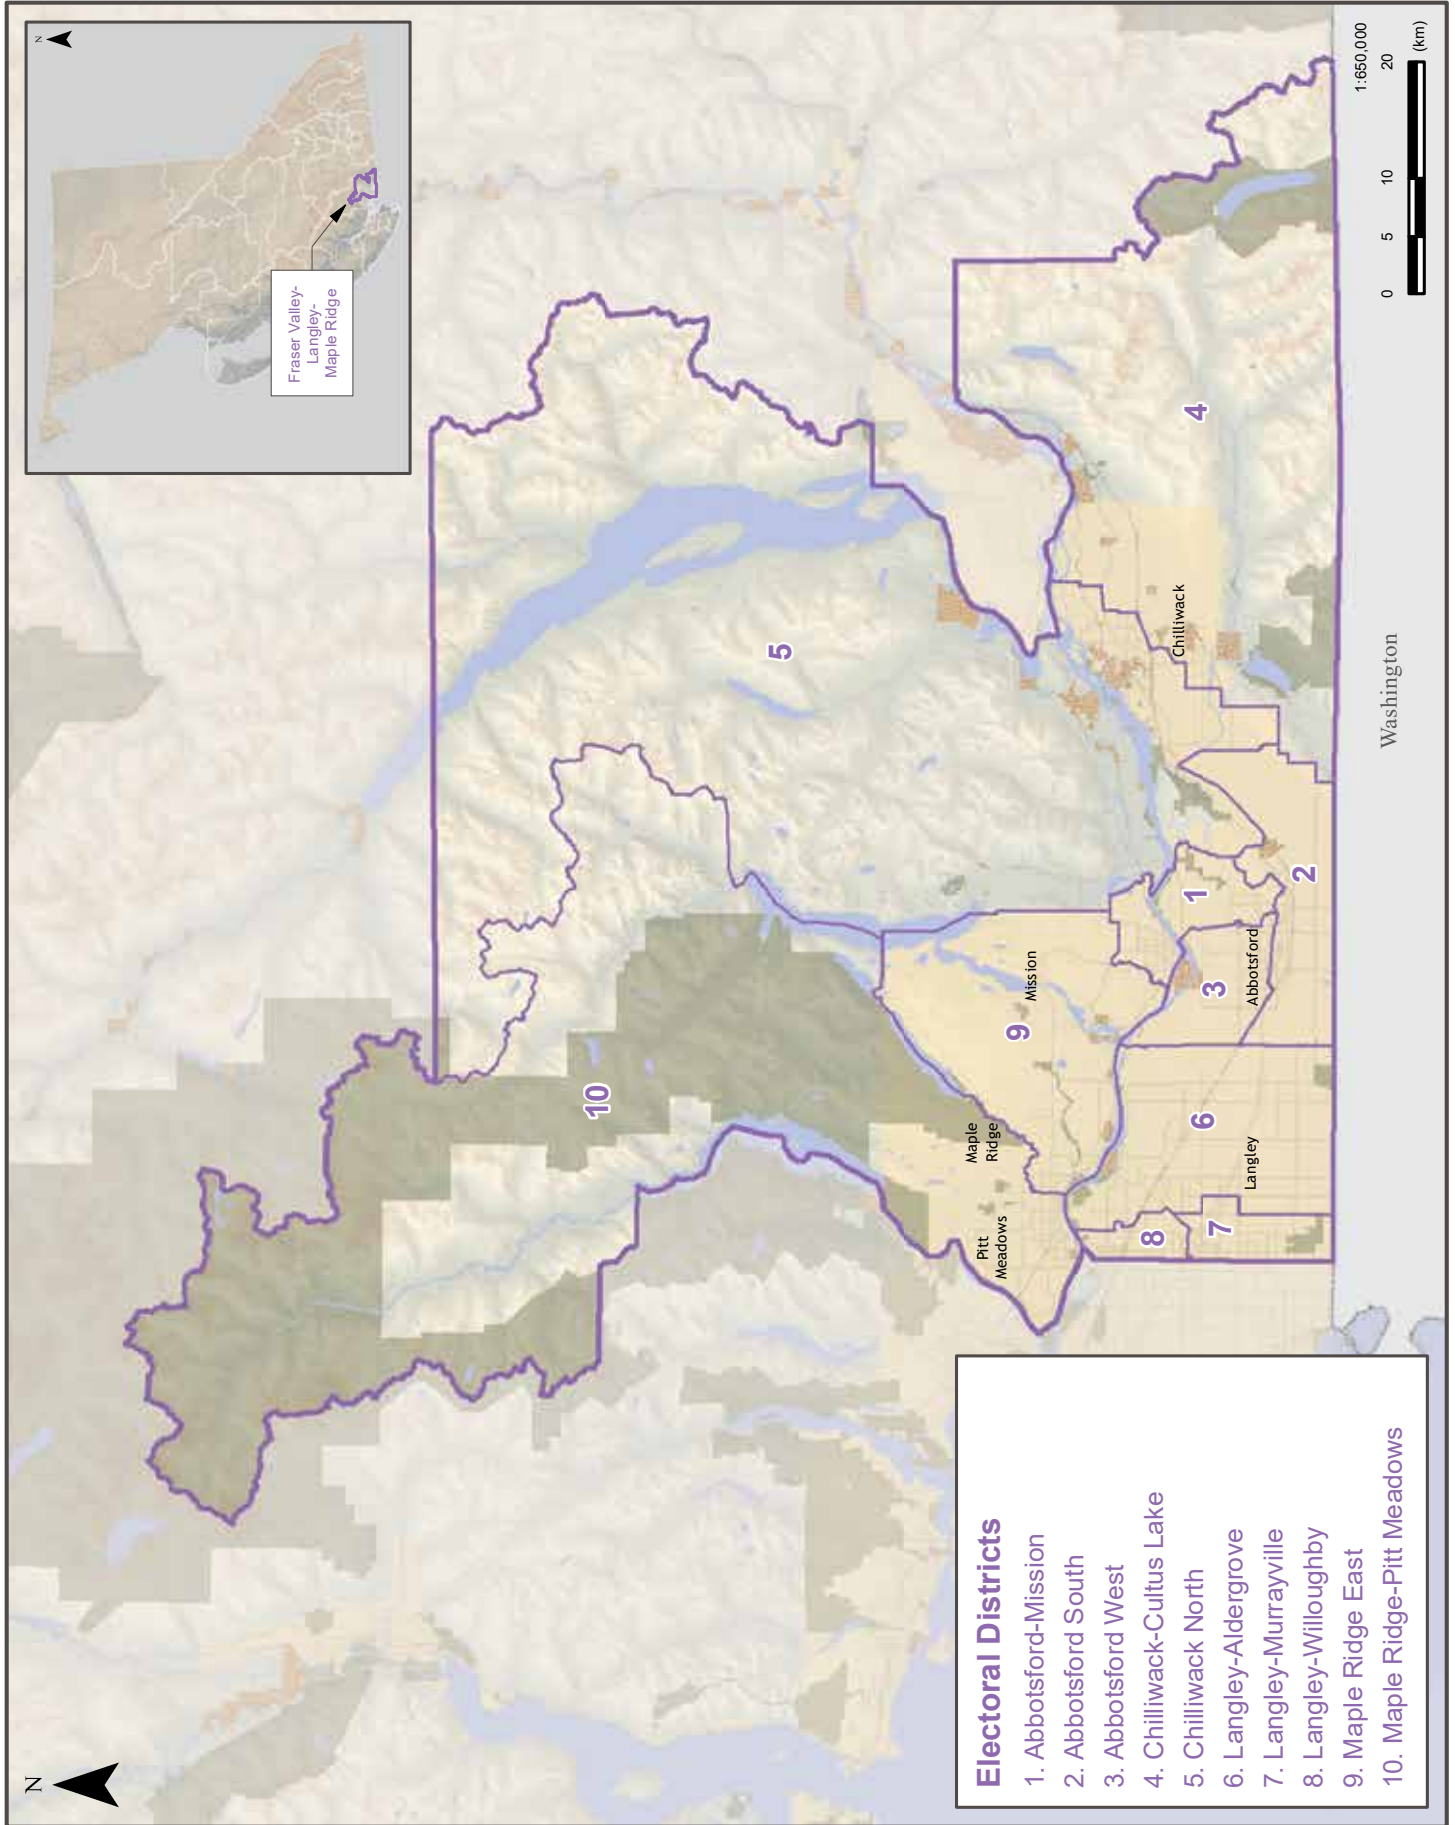 N
N
Fraser Valley-
Langley-
Maple Ridge
10
5
4
9
Mission
Maple
Ridge
Pitt
Meadows
Chilliwack
1
2
3
Abbotsford
6
Langley
7
8
Washington
1:650,000
0 5 10 20
(km)
Electoral Districts
1. Abbotsford-Mission
2. Abbotsford South
3. Abbotsford West
4. Chilliwack-Cultus Lake
5. Chilliwack North
6. Langley-Aldergrove
7. Langley-Murrayville
8. Langley-Willoughby
9. Maple Ridge East
10. Maple Ridge-Pitt Meadows